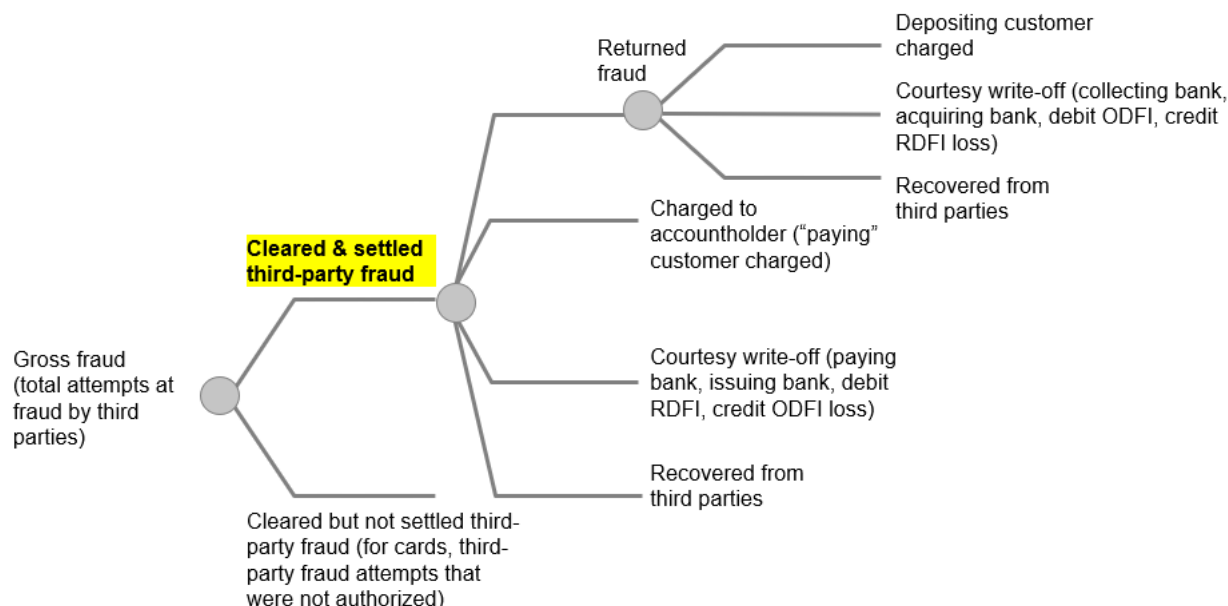 Depositing customer
charged
Returned
fraud
Courtesy write-off (collecting bank,
acquiring bank, debit ODFI, credit
RDFI loss)
Recovered from
third parties
Charged to
accountholder (“paying”
customer charged)
Cleared & settled
third-party fraud
Gross fraud
(total attempts at
fraud by third
parties)
Courtesy write-off (paying
bank, issuing bank, debit
RDFI, credit ODFI loss)
Recovered from
third parties
Cleared but not settled third-
party fraud (for cards, third-
party fraud attempts that
were not authorized)